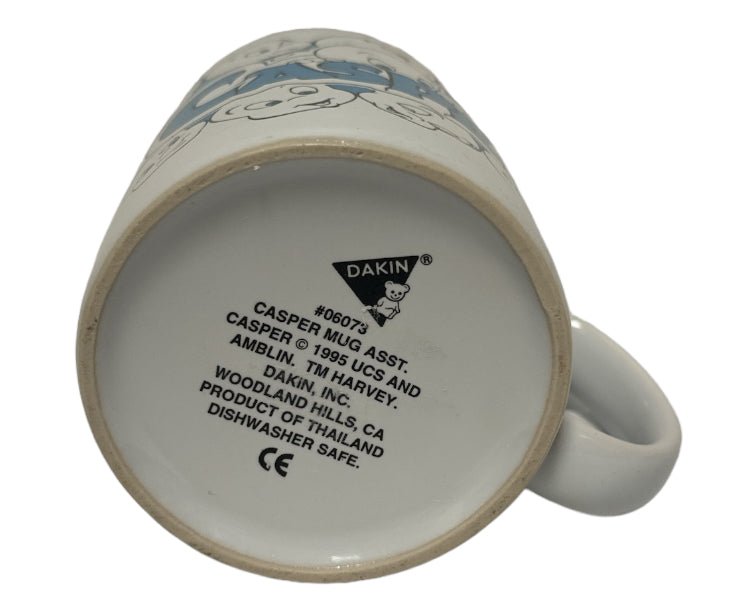 CASP
DAKIN ®
#06073
CASPER MUG ASST.
CASPER © 1995 UCS AND
AMBLIN. TM HARVEY.
DAKIN, INC.
WOODLAND HILLS, CA
PRODUCT OF THAILAND
DISHWASHER SAFE.
CE